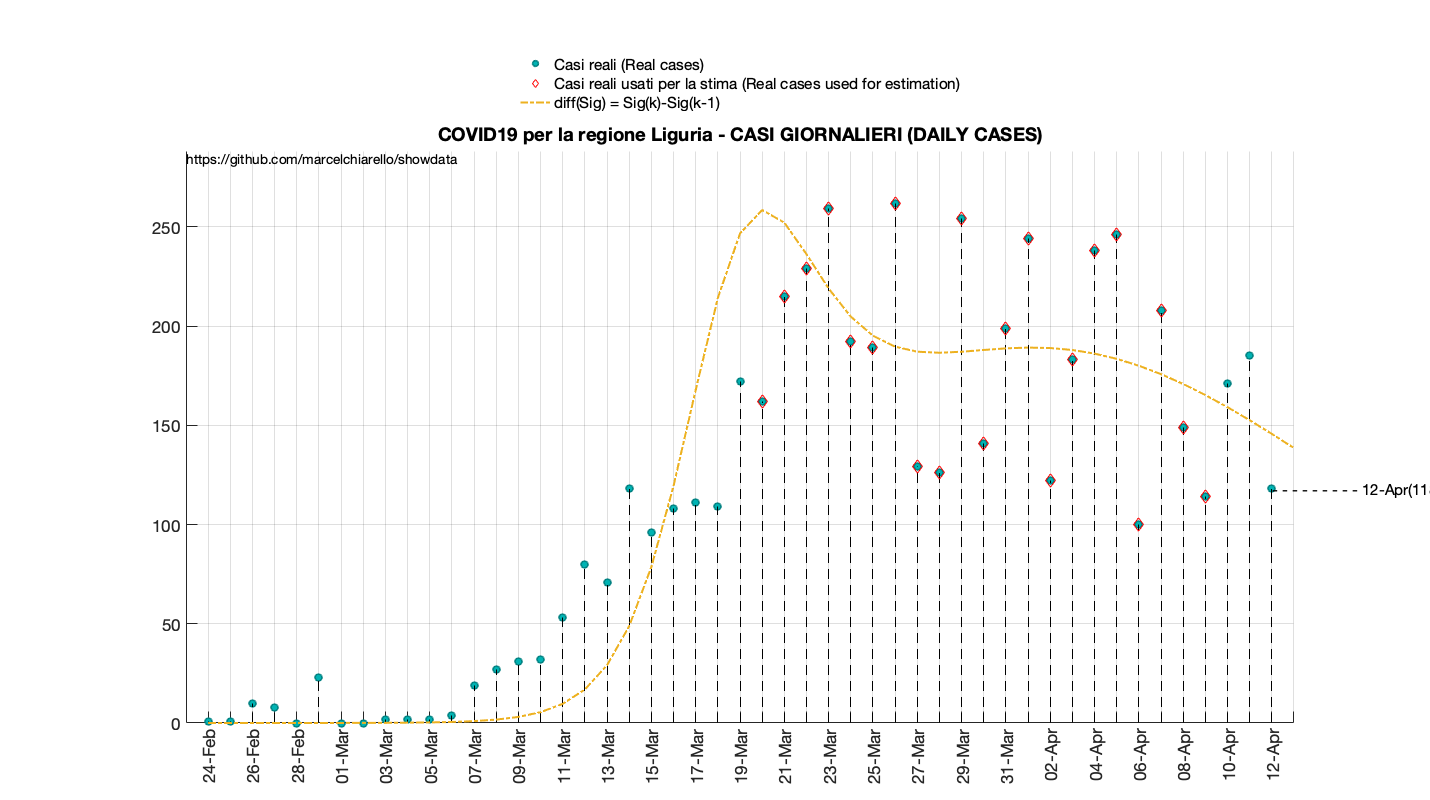 Casi reali (Real cases)
Casi reali usati per la stima (Real cases used for estimation)
diff(Sig) = Sig(k)-Sig(k-1)
COVID19 per la regione Liguria - CASI GIORNALIERI (DAILY CASES)
https://github.com/marcelchiarello/showdata
250
200
150
100
50
0
12-Apr(11
24-Feb
26-Feb
28-Feb
01-Mar
03-Mar
05-Mar
07-Mar
09-Mar
11-Mar
13-Mar
15-Mar
17-Mar
19-Mar
21-Mar
23-Mar
25-Mar
27-Mar
29-Mar
31-Mar
02-Apr
04-Apr
06-Apr
08-Apr
10-Apr
12-Apr